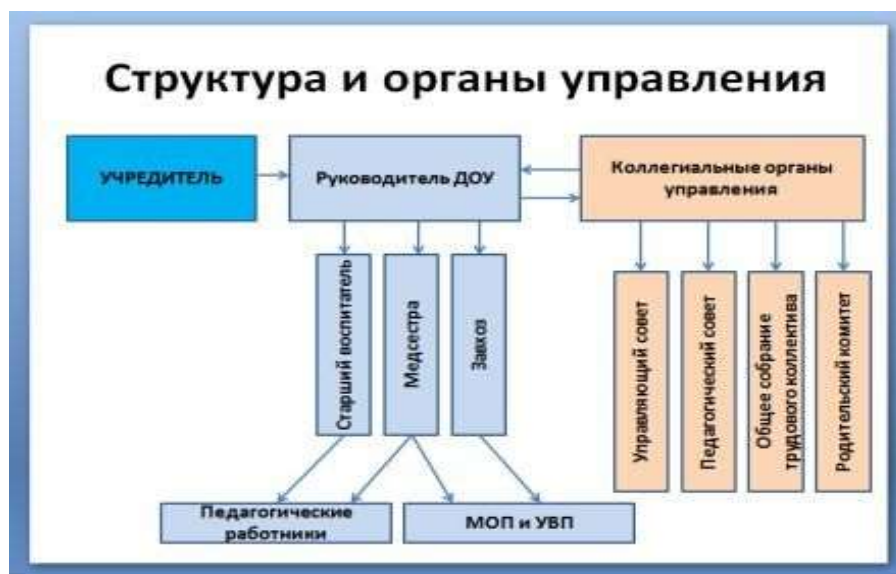 Структура и органы управления
УЧРЕДИТЕЛЬ
Руководитель ДОУ
Коллегиальные органы
управления
Старший воспитатель
Медсестра
Завхоз
Управляющий совет
Педагогический совет
Общее собрание
трудового коллектива
Родительский комитет
Педагогические
работники
МОП и УВП